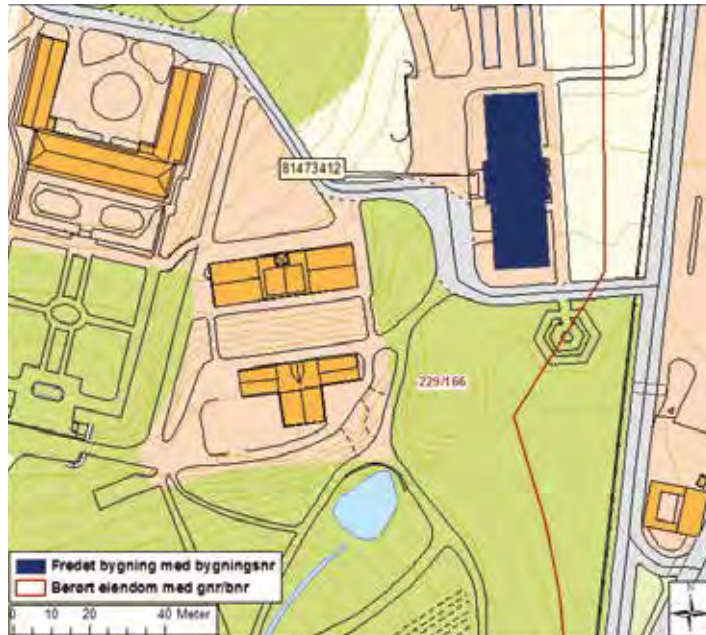 81473412
229/166
Fredet bygning med bygningsnr
Berørt eiendom med gnr/bnr
0 10 20 40 Meter
N